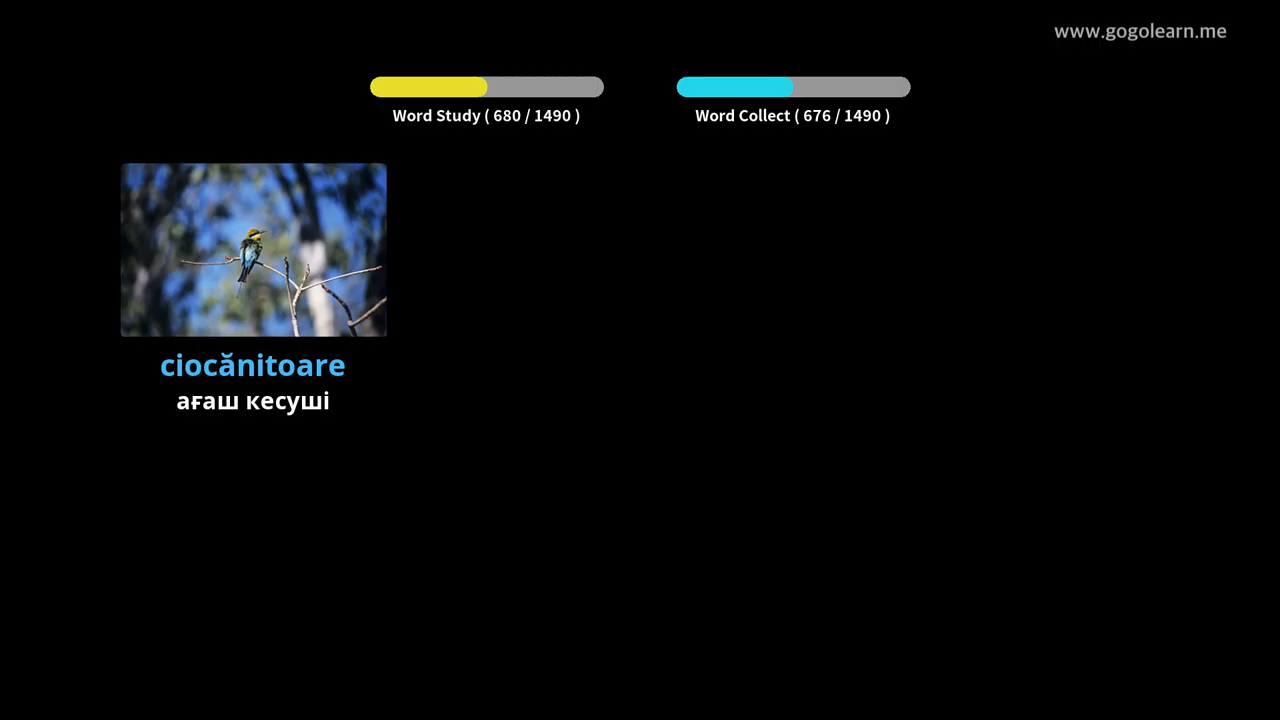 www.gogolearn.me
Word Study ( 680 / 1490 )
Word Collect ( 676 / 1490 )
ciocănitoare
ағаш кесуші